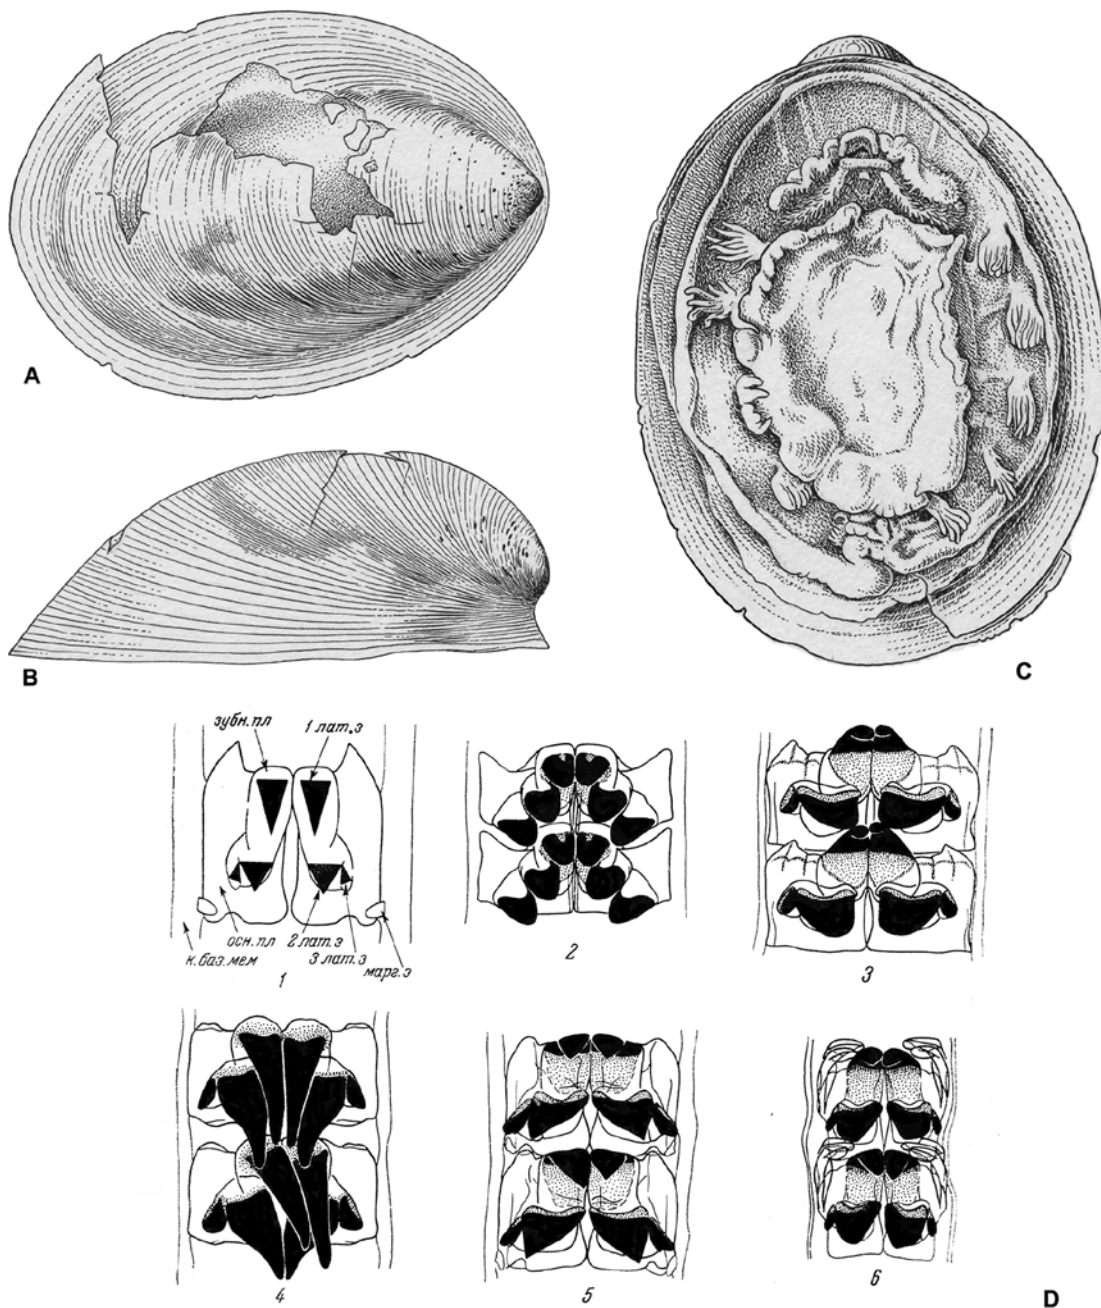 A
B
C
зубн. пл
1 лат. з
осн. пл
2 лат. з
3 лат. з
к. баз. мем
марг. з
1
2
3
4
5
6
D